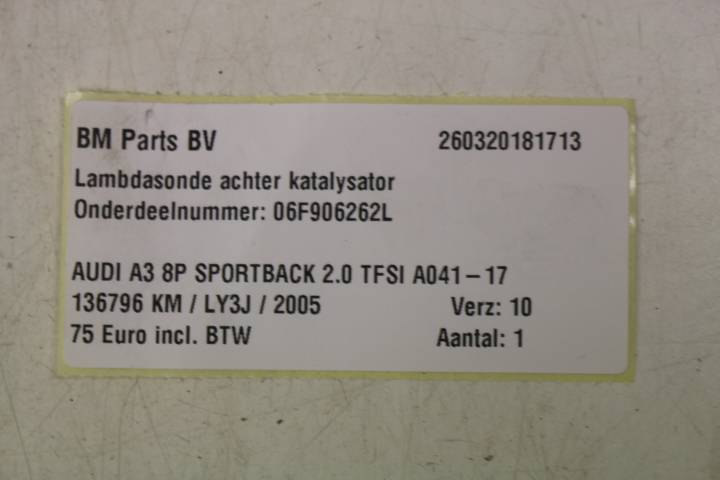 BM Parts BV 260320181713
Lambdasonde achter katalysator
Onderdeelnummer: 06F906262L
AUDI A3 8P SPORTBACK 2.0 TFSI A041-17
136796 KM / LY3J / 2005 Verz: 10
75 Euro incl. BTW Aantal: 1